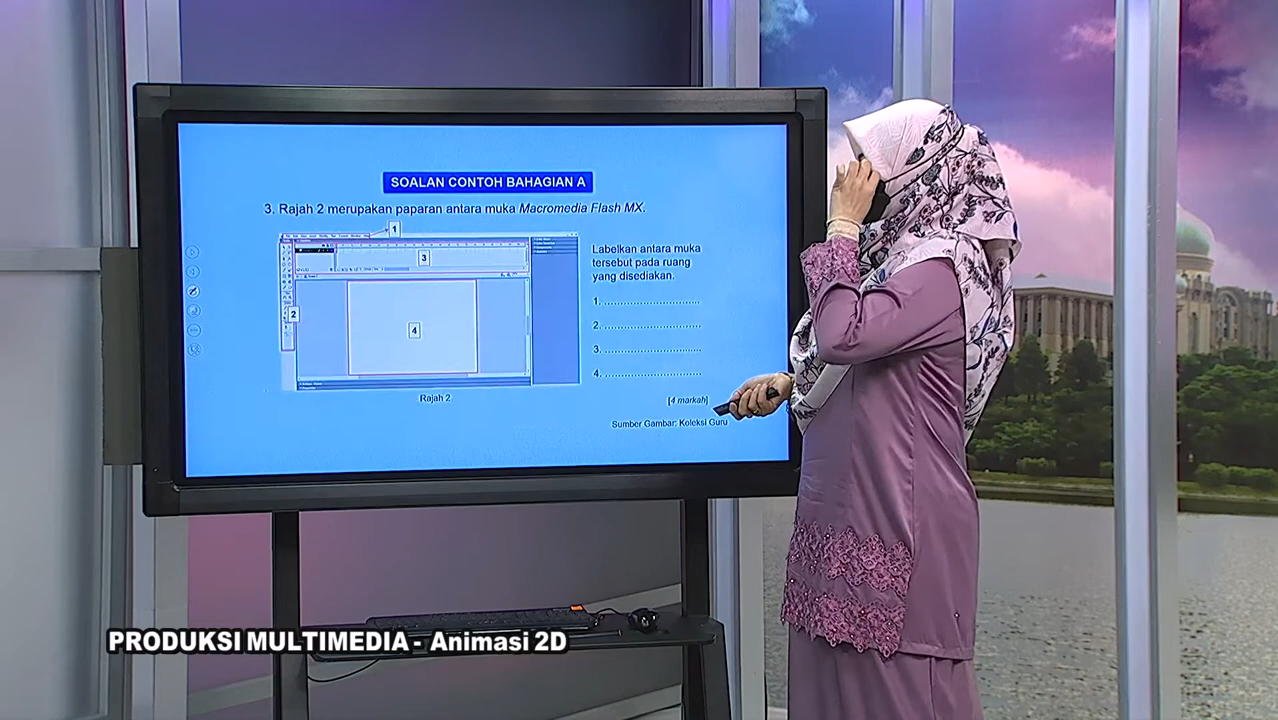 SOALAN CONTOH BAHAGIAN A
3. Rajah 2 merupakan paparan antara muka Macromedia Flash MX.
1
3
2
4
Labelkan antara muka
tersebut pada ruang
yang disediakan.
1. ................................
2. ................................
3. ................................
4. ................................
Rajah 2
[4 markah]
Sumber Gambar: Koleksi Guru
PRODUKSI MULTIMEDIA - Animasi 2D